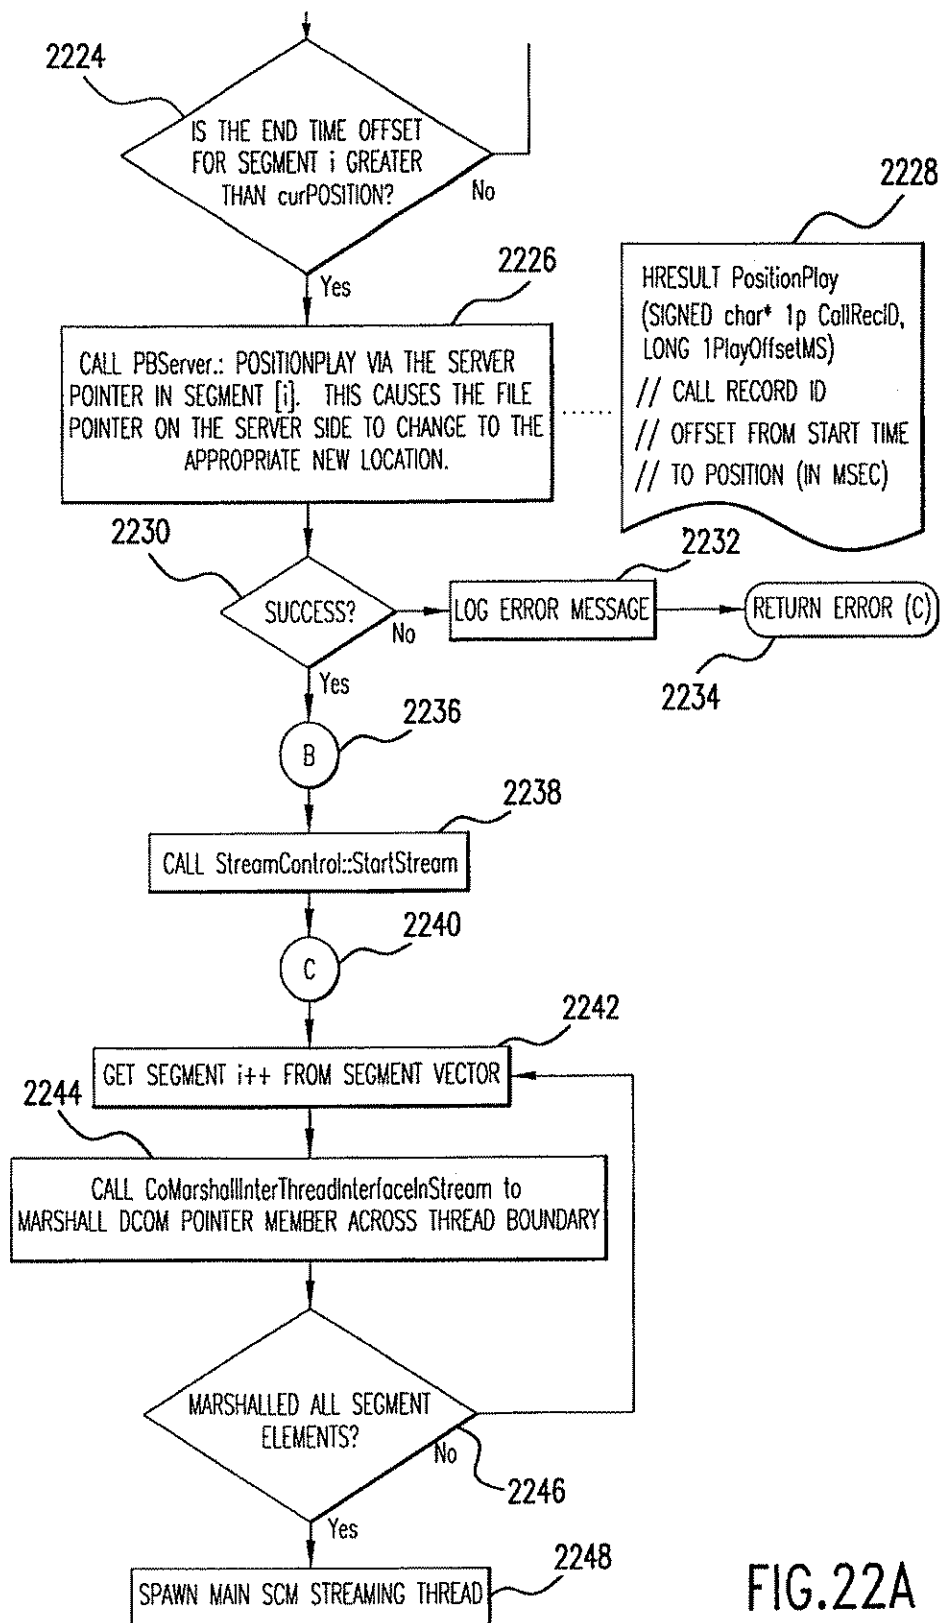 2224
IS THE END TIME OFFSET
FOR SEGMENT i GREATER
THAN curPOSITION?
No
Yes
2226
CALL PBServer.: POSITIONPLAY VIA THE SERVER
POINTER IN SEGMENT [i]. THIS CAUSES THE FILE
POINTER ON THE SERVER SIDE TO CHANGE TO THE
APPROPRIATE NEW LOCATION.
2228
HRESULT PositionPlay
(SIGNED char* 1p CallRecID,
LONG 1PlayOffsetMS)
// CALL RECORD ID
// OFFSET FROM START TIME
// TO POSITION (IN MSEC)
2230
SUCCESS?
No
Yes
2232
LOG ERROR MESSAGE
RETURN ERROR (C)
2234
2236
B
2238
CALL StreamControl::StartStream
2240
C
2242
GET SEGMENT i++ FROM SEGMENT VECTOR
2244
CALL CoMarshallInterThreadInterfaceInStream to
MARSHALL DCOM POINTER MEMBER ACROSS THREAD BOUNDARY
MARSHALLED ALL SEGMENT
ELEMENTS?
No
2246
Yes
2248
SPAWN MAIN SCM STREAMING THREAD
FIG.22A